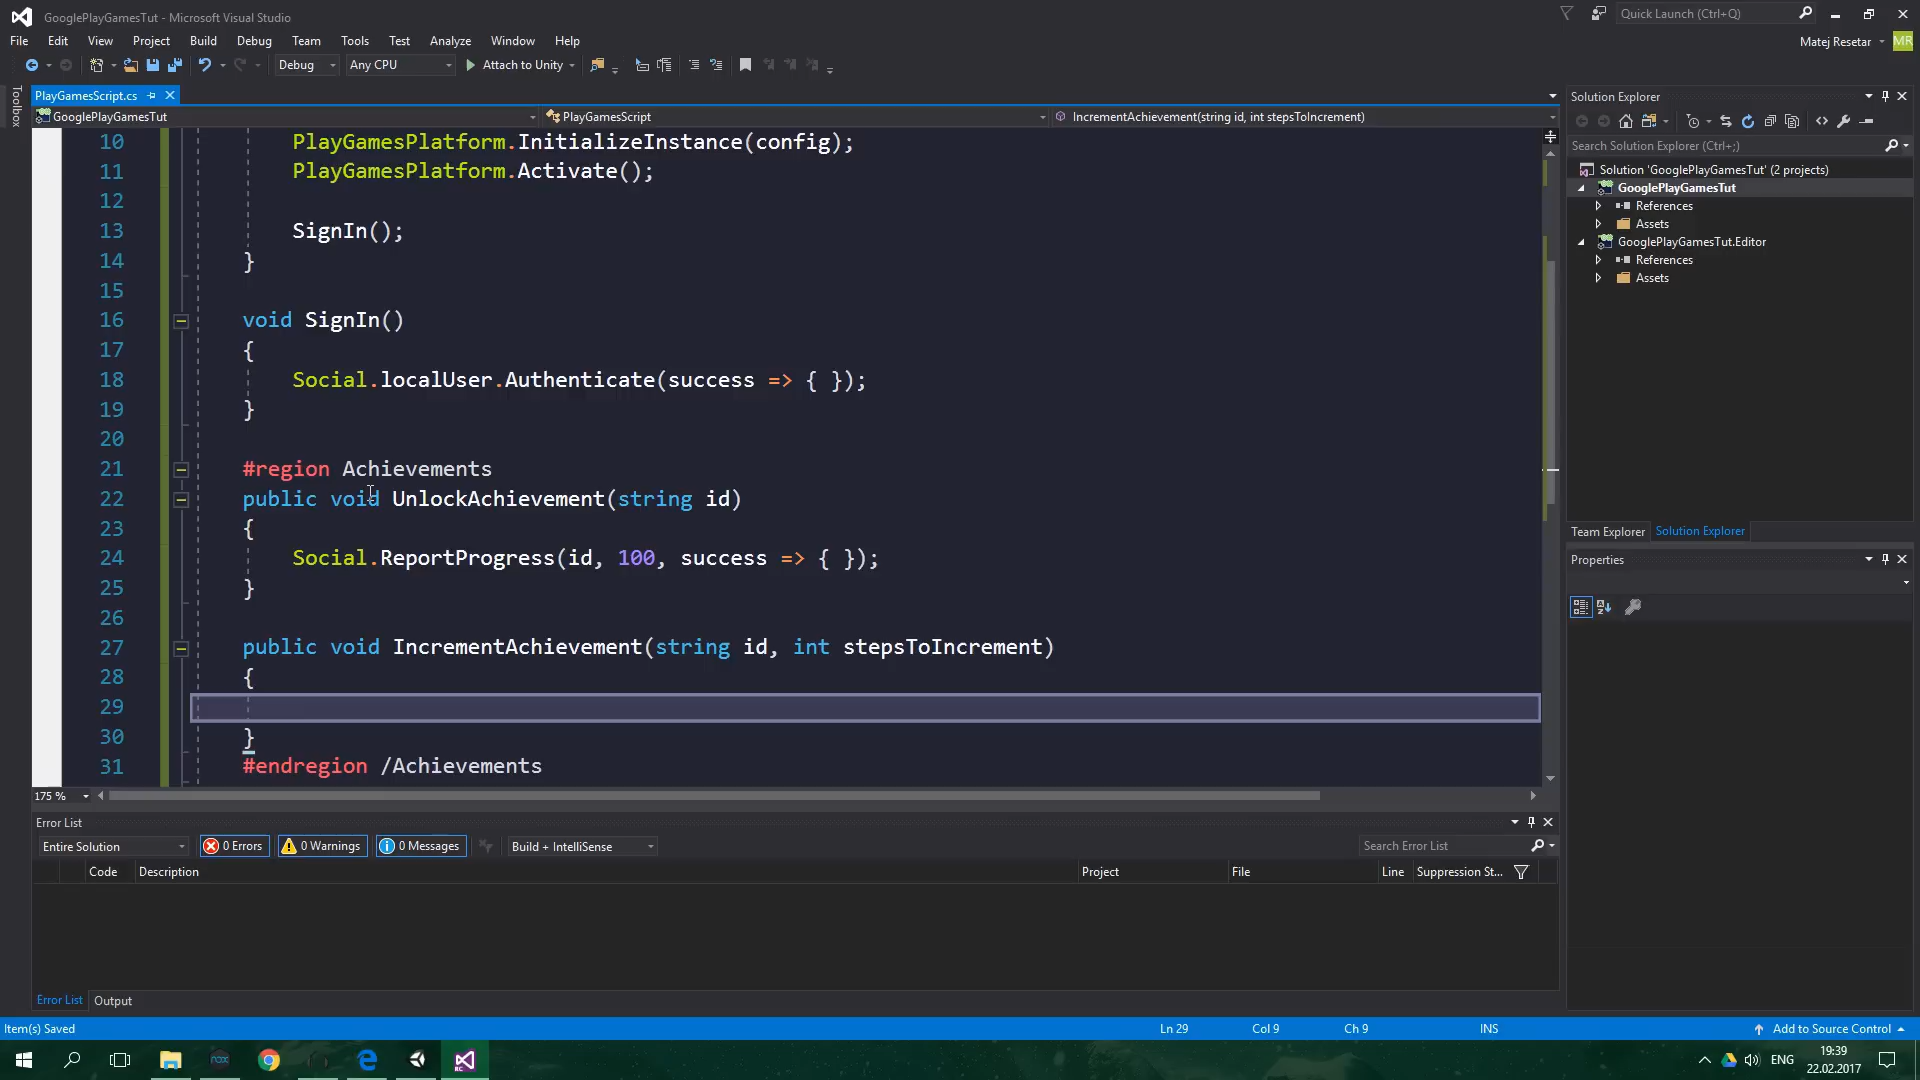 GooglePlayGamesTut - Microsoft Visual Studio
Quick Launch (Ctrl+Q)
File Edit View Project Build Debug Team Tools Test Analyze Window Help
Matej Resetar MR
Debug Any CPU Attach to Unity
Toolbox
PlayGamesScript.cs
GooglePlayGamesTut PlayGamesScript IncrementAchievement(string id, int stepsToIncrement)
10 PlayGamesPlatform.InitializeInstance(config);
11 PlayGamesPlatform.Activate();
12
13 SignIn();
14 }
15
16 void SignIn()
17 {
18 Social.localUser.Authenticate(success => { });
19 }
20
21 #region Achievements
22 public void UnlockAchievement(string id)
23 {
24 Social.ReportProgress(id, 100, success => { });
25 }
26
27 public void IncrementAchievement(string id, int stepsToIncrement)
28 {
29
30 }
31 #endregion /Achievements
175 %
Solution Explorer
Search Solution Explorer (Ctrl+;)
Solution 'GooglePlayGamesTut' (2 projects)
GooglePlayGamesTut
References
Assets
GooglePlayGamesTut.Editor
References
Assets
Team Explorer Solution Explorer
Properties
Error List
Entire Solution 0 Errors 0 Warnings 0 Messages Build + IntelliSense Search Error List
Code Description Project File Line Suppression St...
Error List Output
Item(s) Saved Ln 29 Col 9 Ch 9 INS Add to Source Control
nox
RC
ENG
19:39
22.02.2017